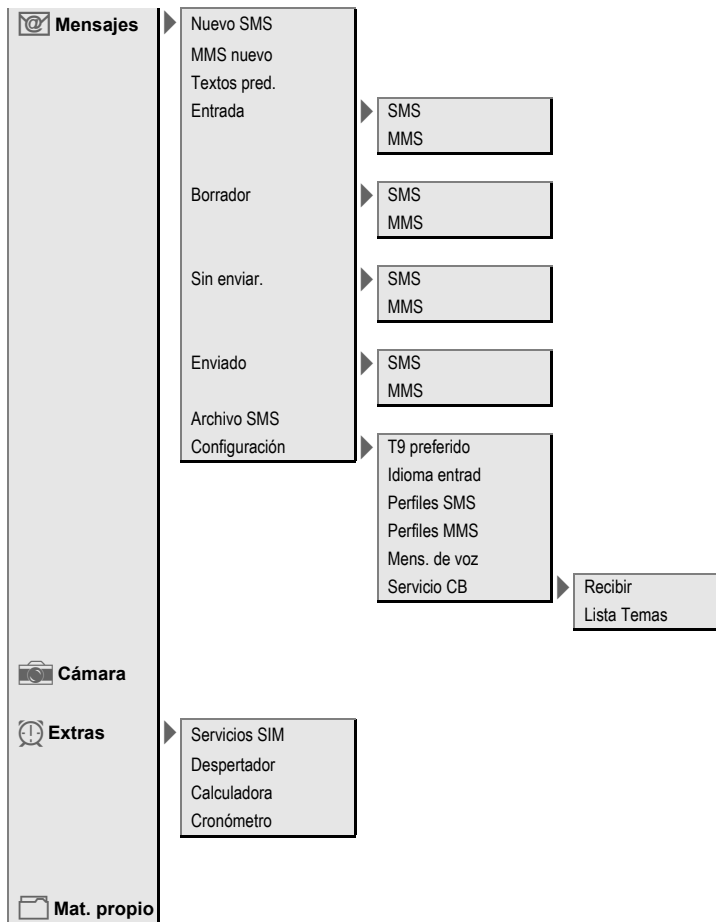 Mensajes
Nuevo SMS
MMS nuevo
Textos pred.
Entrada
SMS
MMS
Borrador
SMS
MMS
Sin enviar.
SMS
MMS
Enviado
SMS
MMS
Archivo SMS
Configuración
T9 preferido
Idioma entrad
Perfiles SMS
Perfiles MMS
Mens. de voz
Servicio CB
Recibir
Lista Temas
Cámara
Extras
Servicios SIM
Despertador
Calculadora
Cronómetro
Mat. propio